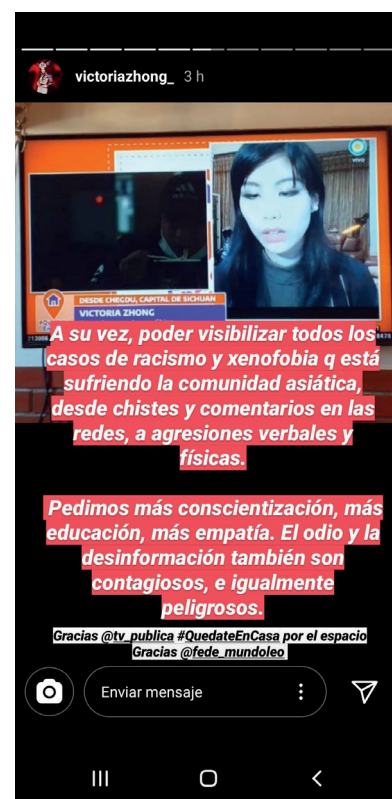 victoriazhong_ 3 h
VIVO
DESDE CHEGDU, CAPITAL DE SICHUAN
VICTORIA ZHONG
A su vez, poder visibilizar todos los
casos de racismo y xenofobia q está
sufriendo la comunidad asiática,
desde chistes y comentarios en las
redes, a agresiones verbales y
físicas.
Pedimos más conscientización, más
educación, más empatía. El odio y la
desinformación también son
contagiosos, e igualmente
peligrosos.
Gracias @tv_publica #QuedateEnCasa por el espacio
Gracias @fede_mundoleo
Enviar mensaje